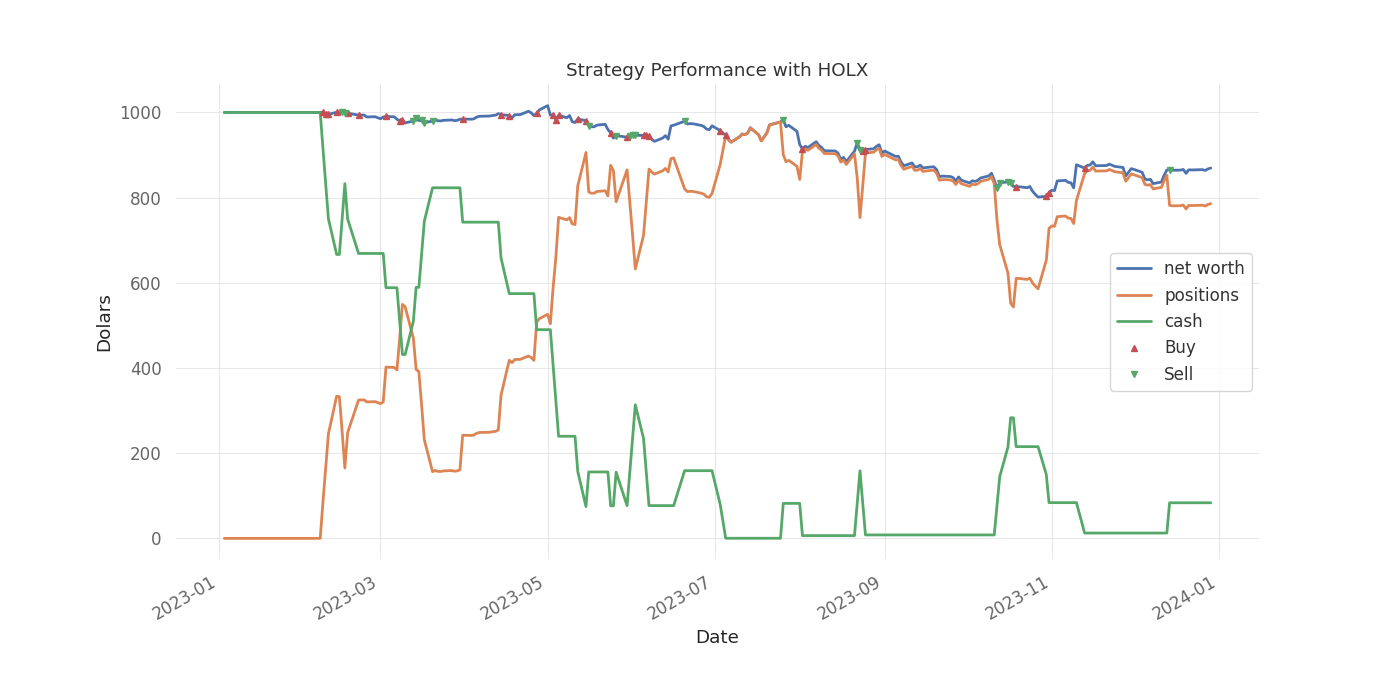 Strategy Performance with HOLX
1000
800
600
400
200
0
Dolars
net worth
positions
cash
Buy
Sell
2023-01
2023-03
2023-05
2023-07
2023-09
2023-11
2024-01
Date